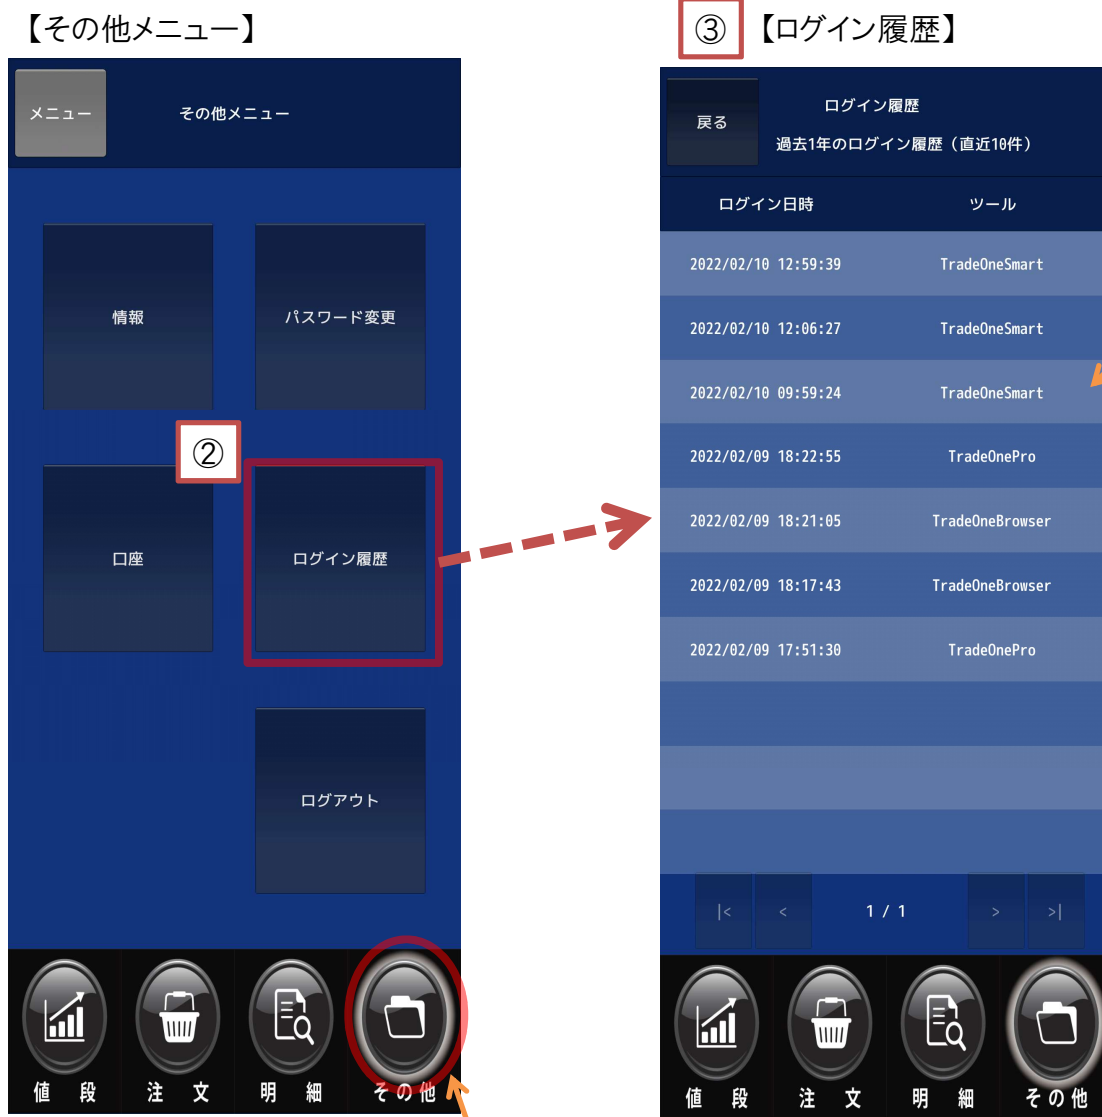 【その他メニュー】
メニュー
その他メニュー
情報
パスワード変更
②
口座
ログイン履歴
ログアウト
値 段
注 文
明 細
その他
③
【ログイン履歴】
戻る
ログイン履歴
過去1年のログイン履歴（直近10件）
ログイン日時 ツール
2022/02/10 12:59:39 TradeOneSmart
2022/02/10 12:06:27 TradeOneSmart
2022/02/10 09:59:24 TradeOneSmart
2022/02/09 18:22:55 TradeOnePro
2022/02/09 18:21:05 TradeOneBrowser
2022/02/09 18:17:43 TradeOneBrowser
2022/02/09 17:51:30 TradeOnePro
|< < 1 / 1 > >|
値 段
注 文
明 細
その他